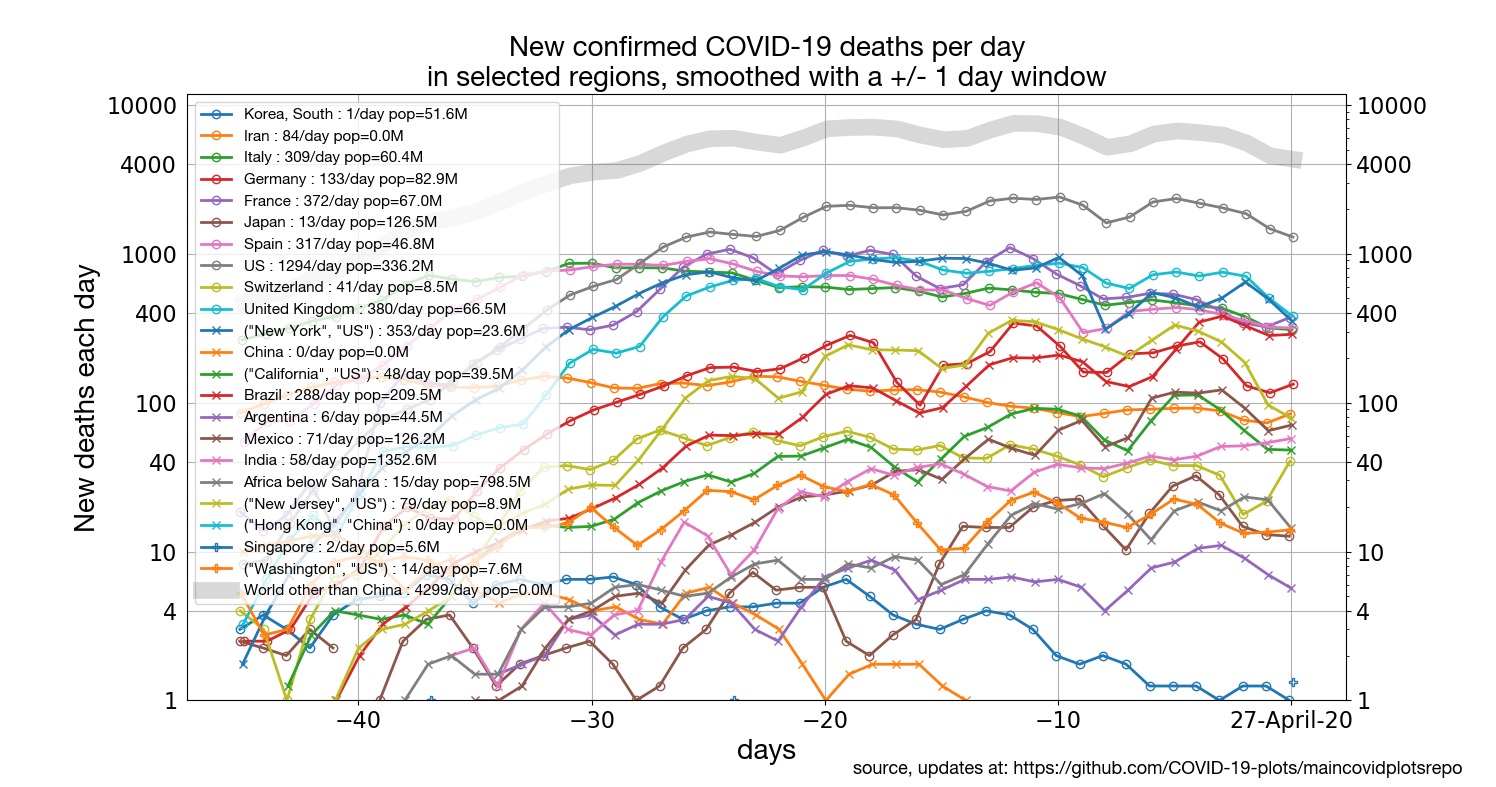 New confirmed COVID-19 deaths per day
in selected regions, smoothed with a +/- 1 day window
10000
4000
1000
400
100
40
10
4
1
New deaths each day
Korea, South : 1/day pop=51.6M
Iran : 84/day pop=0.0M
Italy : 309/day pop=60.4M
Germany : 133/day pop=82.9M
France : 372/day pop=67.0M
Japan : 13/day pop=126.5M
Spain : 317/day pop=46.8M
US : 1294/day pop=336.2M
Switzerland : 41/day pop=8.5M
United Kingdom : 380/day pop=66.5M
("New York", "US") : 353/day pop=23.6M
China : 0/day pop=0.0M
("California", "US") : 48/day pop=39.5M
Brazil : 288/day pop=209.5M
Argentina : 6/day pop=44.5M
Mexico : 71/day pop=126.2M
India : 58/day pop=1352.6M
Africa below Sahara : 15/day pop=798.5M
("New Jersey", "US") : 79/day pop=8.9M
("Hong Kong", "China") : 0/day pop=0.0M
Singapore : 2/day pop=5.6M
("Washington", "US") : 14/day pop=7.6M
World other than China : 4299/day pop=0.0M
10000
4000
1000
400
100
40
10
4
1
−40
−30
−20
−10
27-April-20
days
source, updates at: https://github.com/COVID-19-plots/maincovidplotsrepo